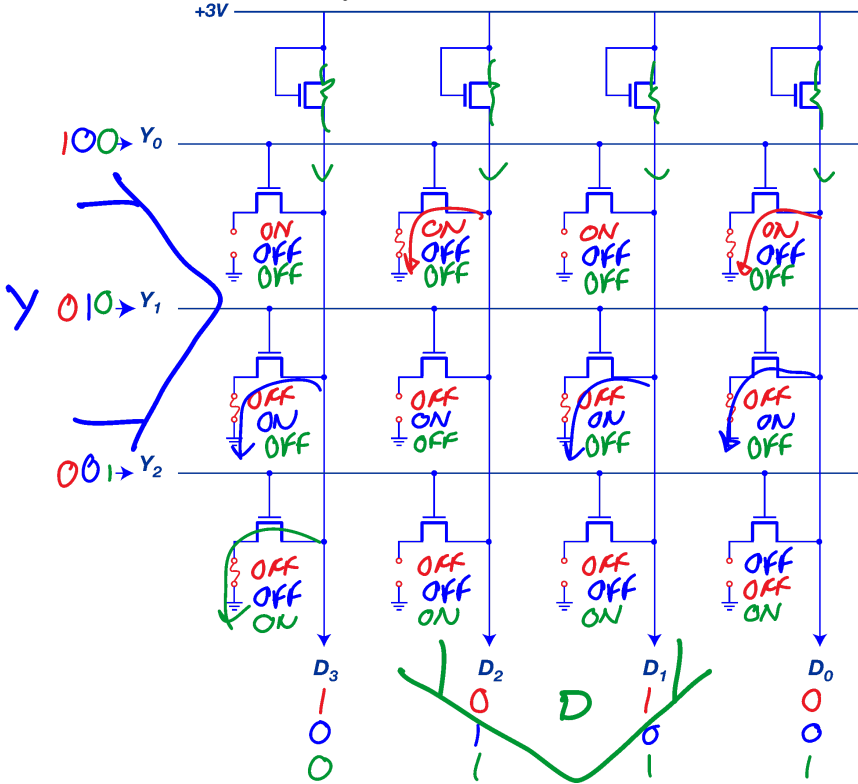 +3V
100 Y0
ON ON ON ON
OFF OFF OFF OFF
OFF OFF OFF OFF
Y 010 Y1
OFF OFF OFF OFF
ON ON ON ON
OFF OFF OFF OFF
001 Y2
OFF OFF OFF OFF
OFF OFF OFF OFF
ON ON ON ON
D3 D2 D1 D0
1 0 D 1 0
0 1 0 0
0 1 1 1